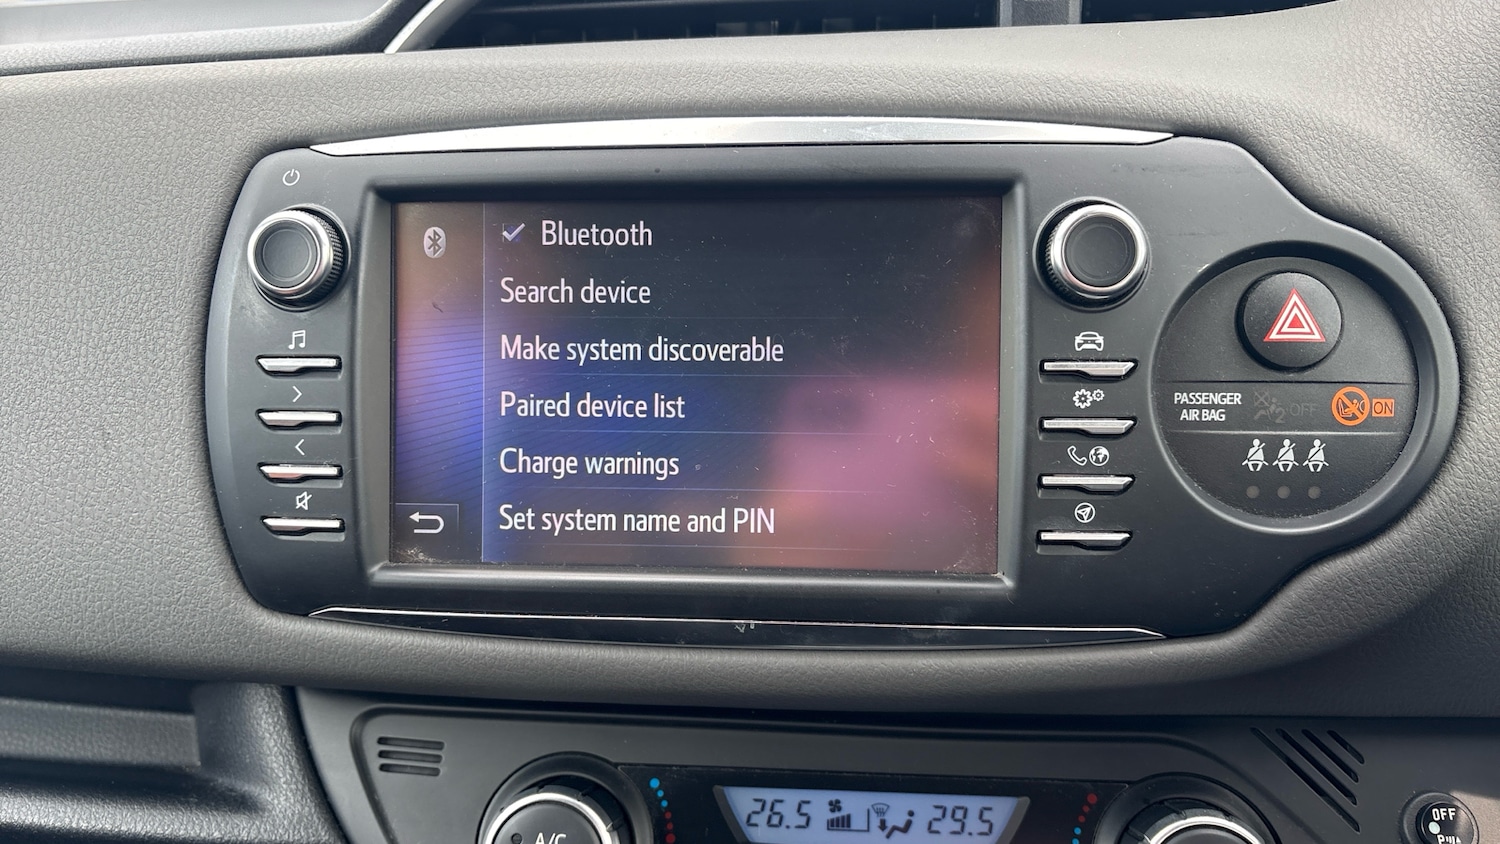 Bluetooth
Search device
Make system discoverable
Paired device list
Charge warnings
Set system name and PIN
PASSENGER
AIR BAG
2 OFF
ON
26.5
29.5
A/C
OFF